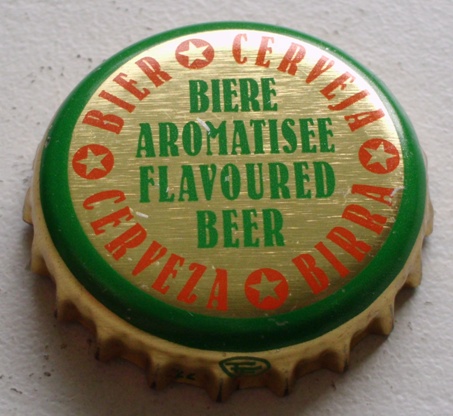 BIERE
AROMATISEE
FLAVOURED
BEER
BIER
CERVEJA
BIRRA
CERVEZA